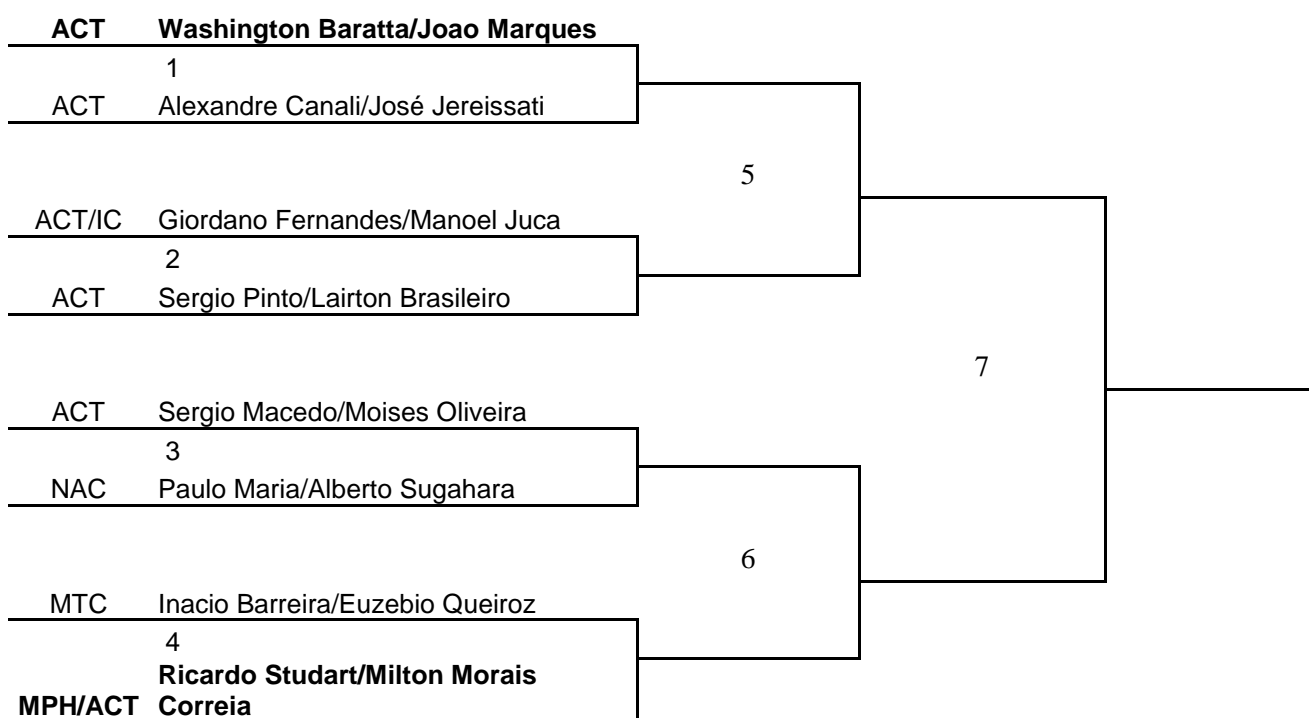 ACT Washington Baratta/Joao Marques
1
ACT Alexandre Canali/José Jereissati
5
ACT/IC Giordano Fernandes/Manoel Juca
2
ACT Sergio Pinto/Lairton Brasileiro
7
ACT Sergio Macedo/Moises Oliveira
3
NAC Paulo Maria/Alberto Sugahara
6
MTC Inacio Barreira/Euzebio Queiroz
4
Ricardo Studart/Milton Morais
MPH/ACT Correia